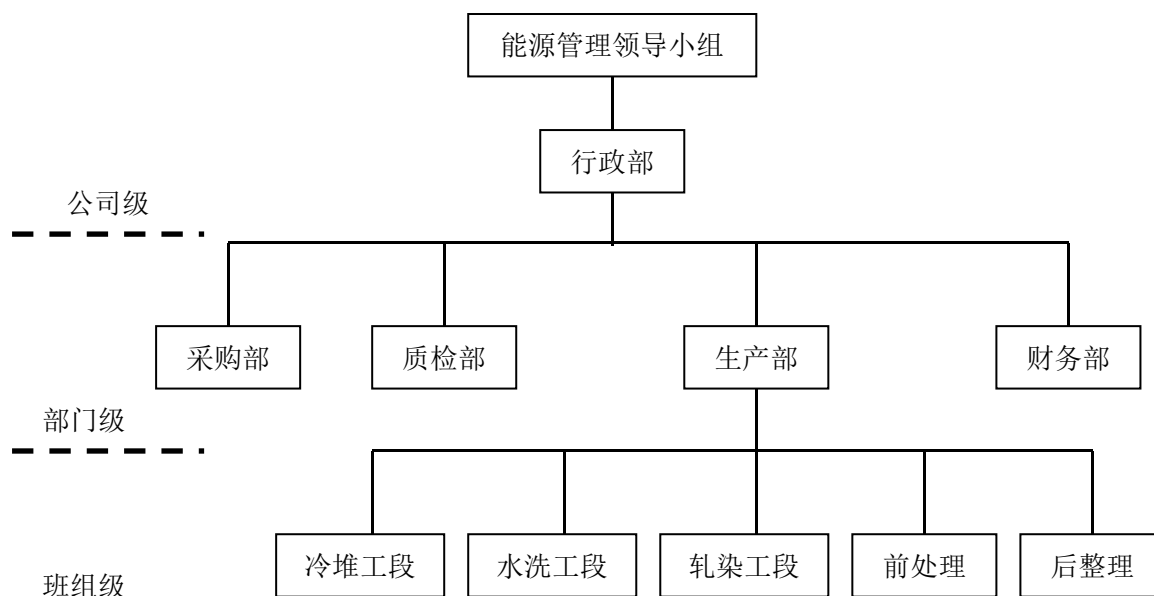 能源管理领导小组
行政部
公司级
采购部
质检部
生产部
财务部
部门级
冷堆工段
水洗工段
轧染工段
前处理
后整理
班组级